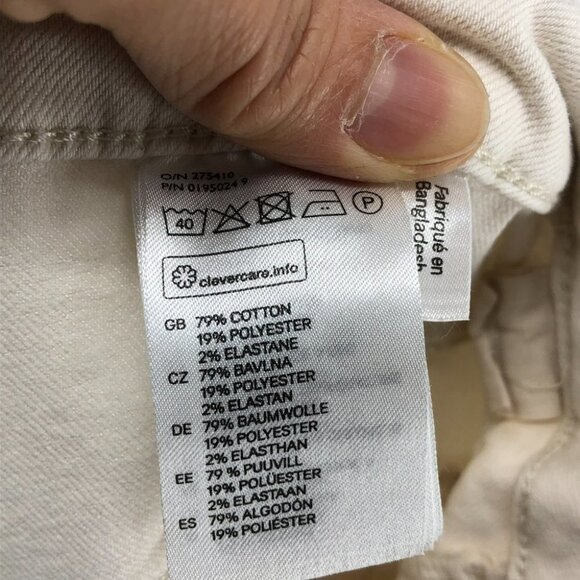 O/N 275410
P/N 0195024 9
40
P
clevercare.info
GB 79% COTTON
19% POLYESTER
2% ELASTANE
CZ 79% BAVLNA
19% POLYESTER
2% ELASTAN
DE 79% BAUMWOLLE
19% POLYESTER
2% ELASTHAN
EE 79 % PUUVILL
19% POLÜESTER
2% ELASTAAN
ES 79% ALGODÓN
19% POLIÉSTER
Fabriqué en
Bangladesh